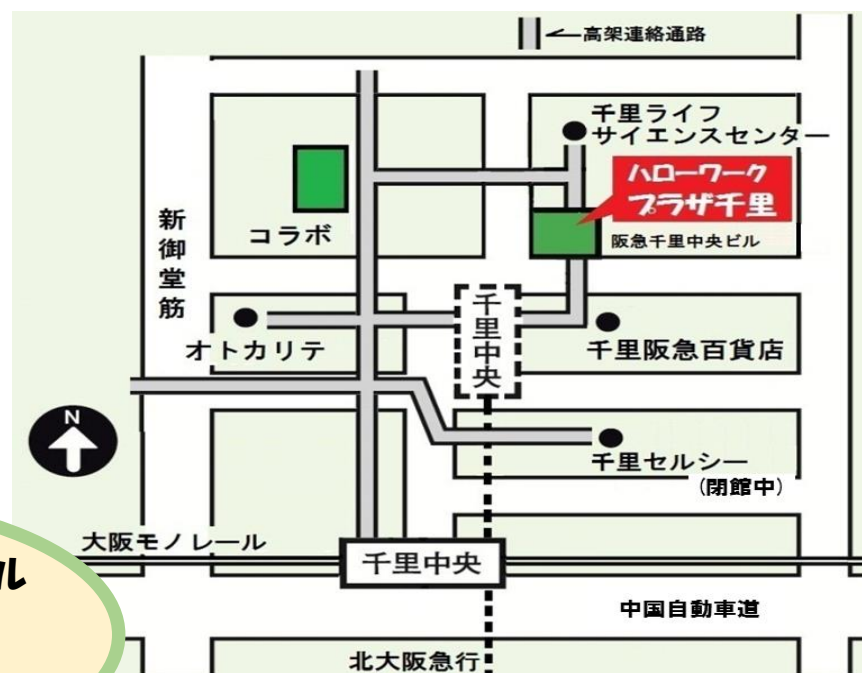 高架連絡通路
千里ライフ
サイエンスセンター
ハローワーク
プラザ千里
コラボ
阪急千里中央ビル
新御堂筋
千里中央
オトカリテ
千里阪急百貨店
N
千里セルシー
(閉館中)
大阪モノレール
千里中央
ル
中国自動車道
北大阪急行